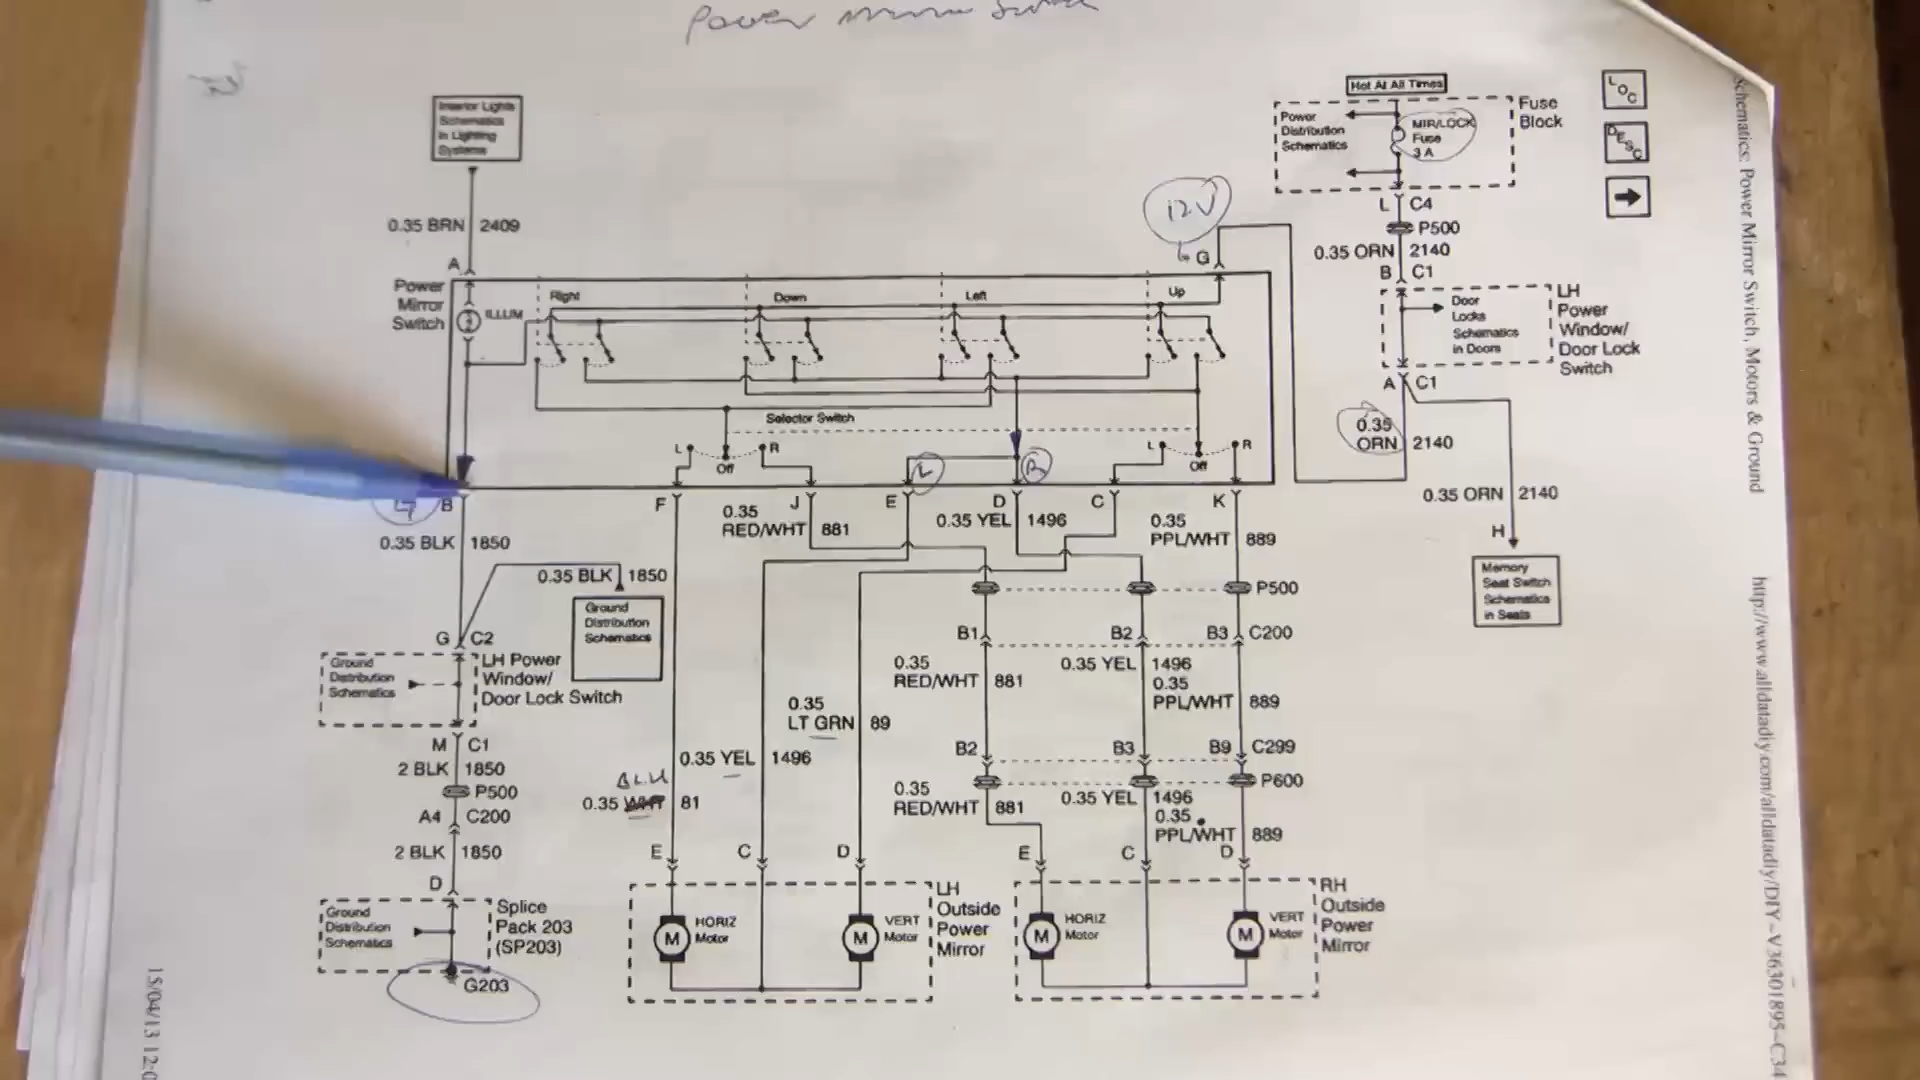 Power Mirror Switch
Hot At All Times
Interior Lights
Schematics
in Lighting
Systems
Power
Distribution
Schematics
MIR/LOCK
Fuse
3 A
Fuse
Block
LOC
DESC
0.35 BRN 2409
12V
L C4
P500
0.35 ORN 2140
B C1
A
G
Power
Mirror
Switch
ILLUM
Right
Down
Left
Up
Door
Locks
Schematics
in Doors
LH
Power
Window/
Door Lock
Switch
A C1
Selector Switch
L Off R
L Off R
L
R
0.35
ORN 2140
0.35 ORN 2140
H
Memory
Seat Switch
Schematics
in Seats
B F J E D C K
0.35 BLK 1850
0.35
RED/WHT 881
0.35 YEL 1496
0.35
PPL/WHT 889
0.35 BLK 1850
Ground
Distribution
Schematics
P500
G C2
B1 B2 B3 C200
Ground
Distribution
Schematics
LH Power
Window/
Door Lock Switch
0.35
RED/WHT 881
0.35 YEL 1496
0.35
PPL/WHT 889
0.35
LT GRN 89
M C1
2 BLK 1850
P500
A4 C200
2 BLK 1850
D
0.35 YEL 1496
BLU
0.35 WHT 81
B2 B3 B9 C299
P600
0.35
RED/WHT 881
0.35 YEL 1496
0.35
PPL/WHT 889
E C D
E C D
Ground
Distribution
Schematics
Splice
Pack 203
(SP203)
G203
M HORIZ
Motor
M VERT
Motor
LH
Outside
Power
Mirror
M HORIZ
Motor
M VERT
Motor
RH
Outside
Power
Mirror
Schematics: Power Mirror Switch, Motors & Ground
http://www.alldatadiy.com/alldatadiy/DIY~V36301895~C34
15/04/13 12:0